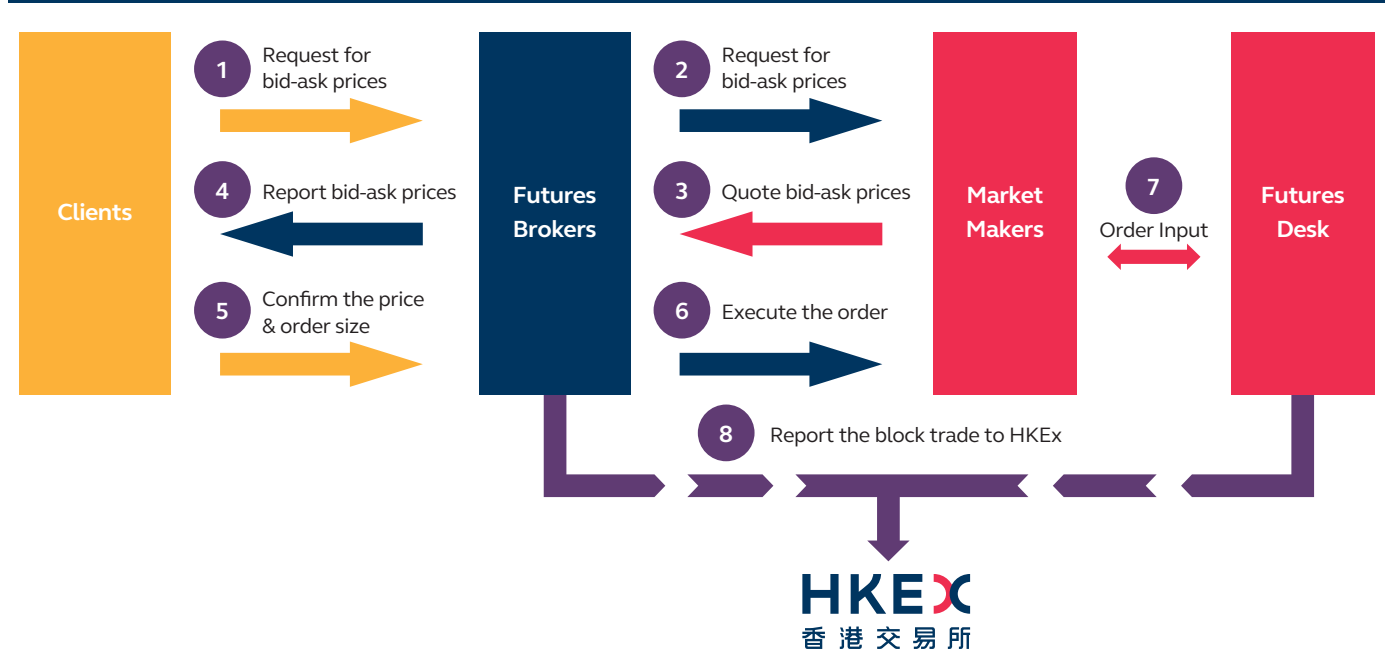 1
Request for
bid-ask prices
2
Request for
bid-ask prices
Clients
4
Report bid-ask prices
Futures
Brokers
3
Quote bid-ask prices
Market
Makers
7
Order Input
Futures
Desk
5
Confirm the price
& order size
6
Execute the order
8
Report the block trade to HKEx
HKEX
香港交易所